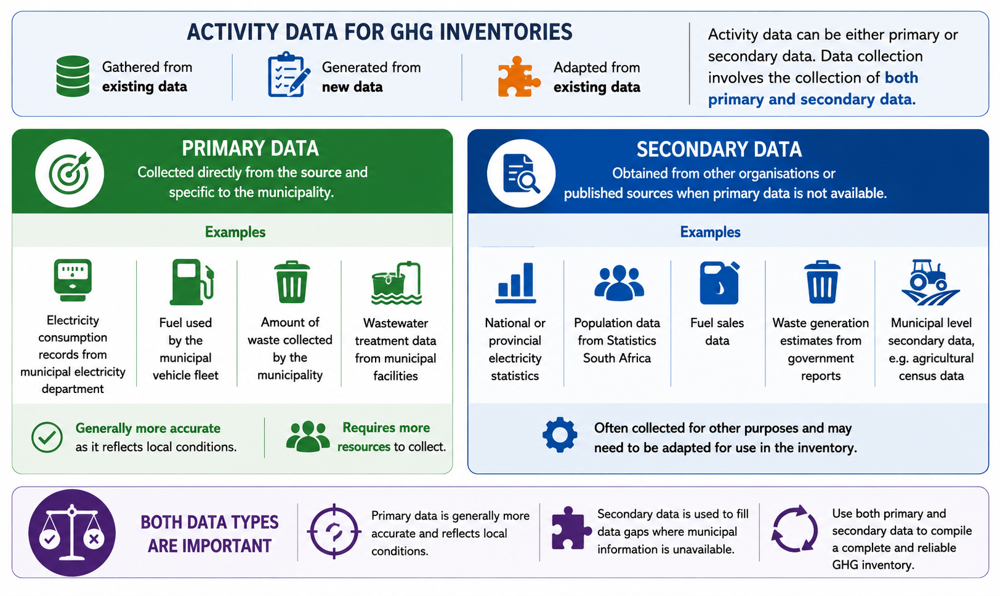 ACTIVITY DATA FOR GHG INVENTORIES
Gathered from
existing data
Generated from
new data
Adapted from
existing data
Activity data can be either primary or
secondary data. Data collection
involves the collection of both
primary and secondary data.
PRIMARY DATA
Collected directly from the source and
specific to the municipality.
Examples
Electricity
consumption
records from
municipal electricity
department
Fuel used
by the
municipal
vehicle fleet
Amount of
waste collected
by the
municipality
Wastewater
treatment data
from municipal
facilities
Generally more accurate
as it reflects local conditions.
Requires more
resources to collect.
SECONDARY DATA
Obtained from other organisations or
published sources when primary data is not available.
Examples
National or
provincial
electricity
statistics
Population data
from Statistics
South Africa
Fuel sales
data
Waste generation
estimates from
government
reports
Municipal level
secondary data,
e.g. agricultural
census data
Often collected for other purposes and may
need to be adapted for use in the inventory.
BOTH DATA TYPES
ARE IMPORTANT
Primary data is generally more
accurate and reflects local
conditions.
Secondary data is used to fill
data gaps where municipal
information is unavailable.
Use both primary and
secondary data to compile
a complete and reliable
GHG inventory.